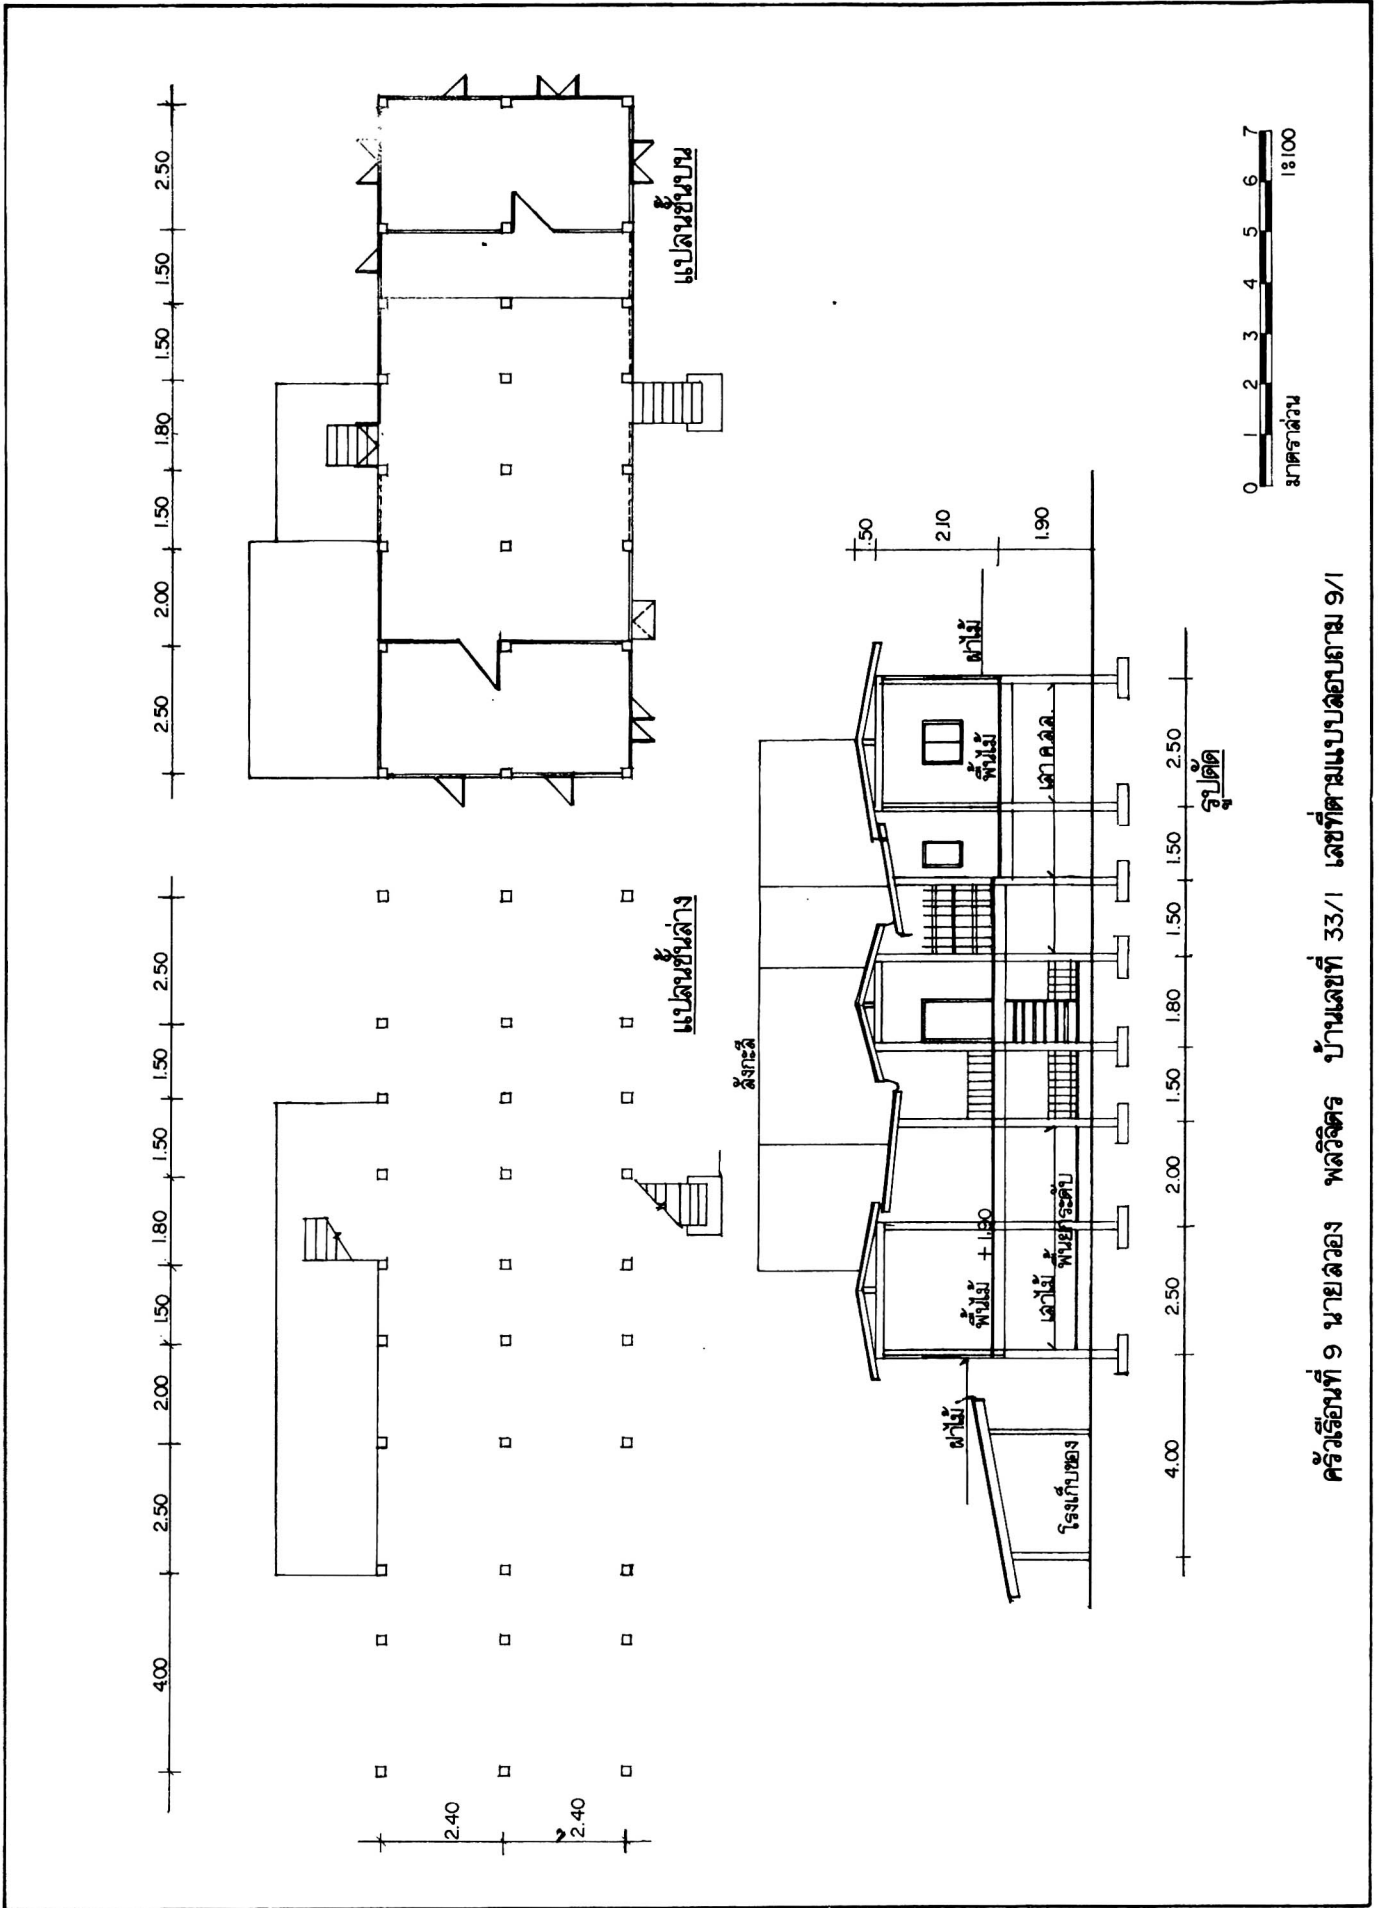 4.00 2.50 2.00 1.50 1.80 1.50 1.50 2.50
2.50 2.00 1.50 1.80 1.50 1.50 2.50
2.40
2.40
แปลนชั้นล่าง
แปลนชั้นบน
สังกะสี
.50
2.10
1.90
ฝาไม้
ฝาไม้
พื้นไม้ +1.90
พื้นไม้
เสาไม้
เสา ค.ส.ล.
พื้นยกระดับ
โรงเก็บของ
4.00 2.50 2.00 1.50 1.80 1.50 1.50 2.50
รูปตัด
0 1 2 3 4 5 6 7
มาตราส่วน 1:100
ครัวเรือนที่ 9 นายลวอง พลวิจิตร บ้านเลขที่ 33/1 เลขที่ตามแบบสอบถาม 9/1